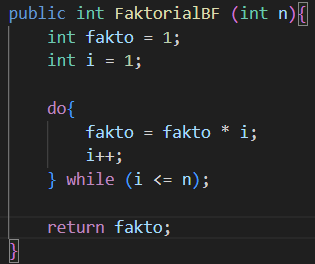 public int FaktorialBF (int n){
    int fakto = 1;
    int i = 1;

    do{
        fakto = fakto * i;
        i++;
    } while (i <= n);

    return fakto;
}